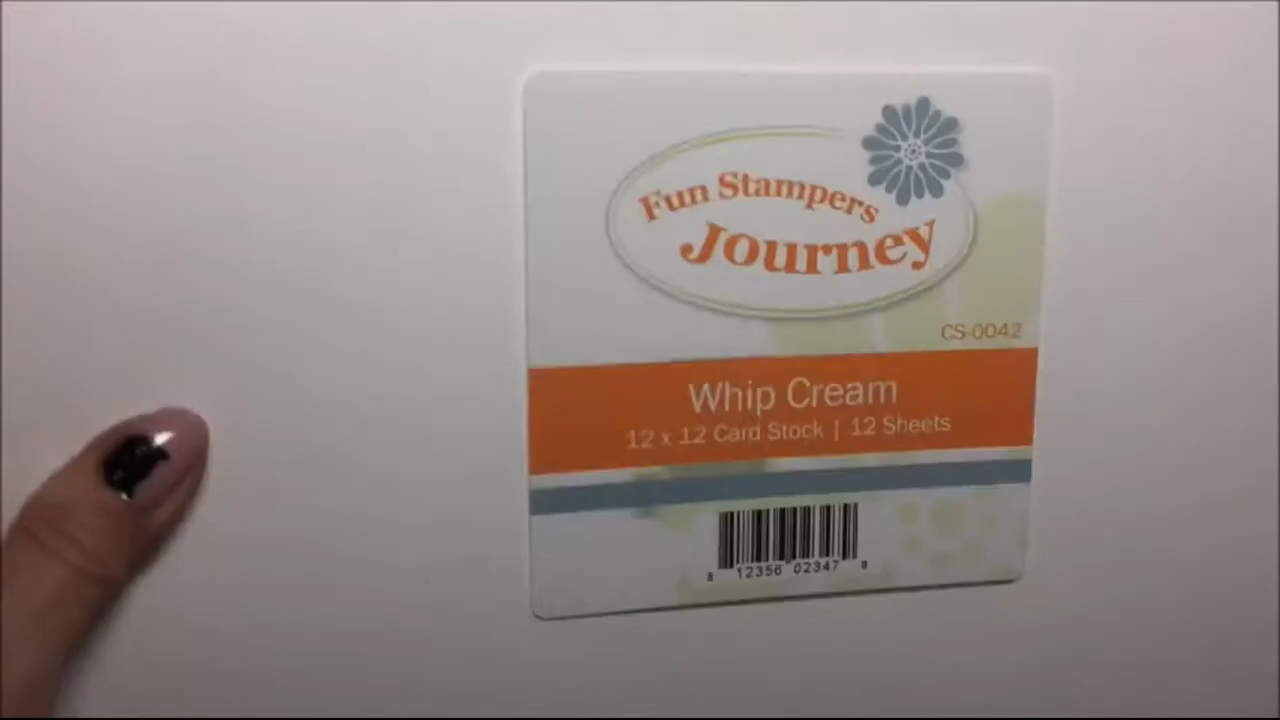 Fun Stampers
Journey
CS-0042
Whip Cream
12 x 12 Card Stock | 12 Sheets
8 12356 02347 8